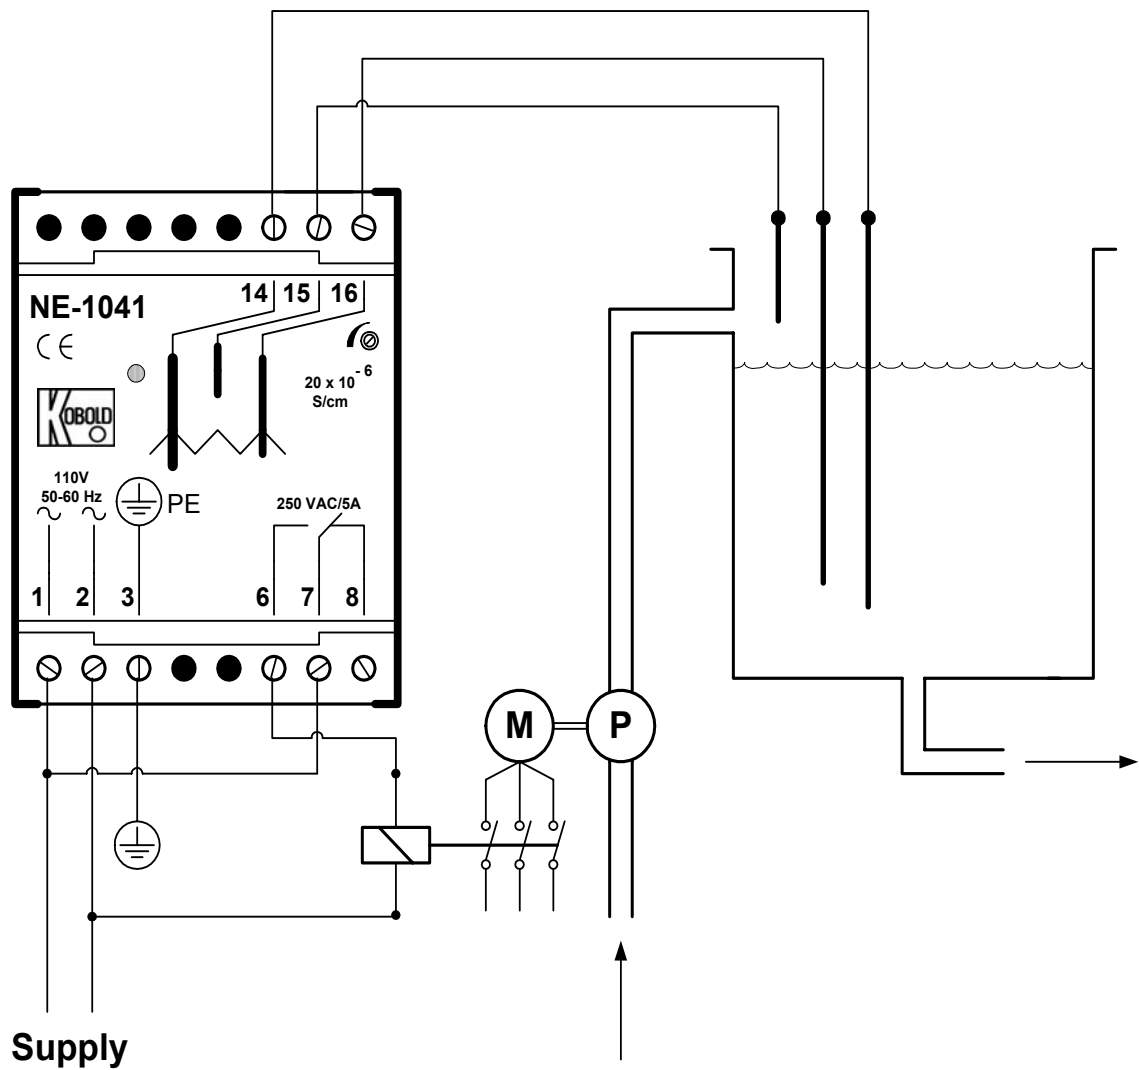 14 15 16
NE-1041
CE
20 x 10-6
S/cm
KOBOLD
110V
50-60 Hz
PE
250 VAC/5A
1 2 3 6 7 8
M P
Supply